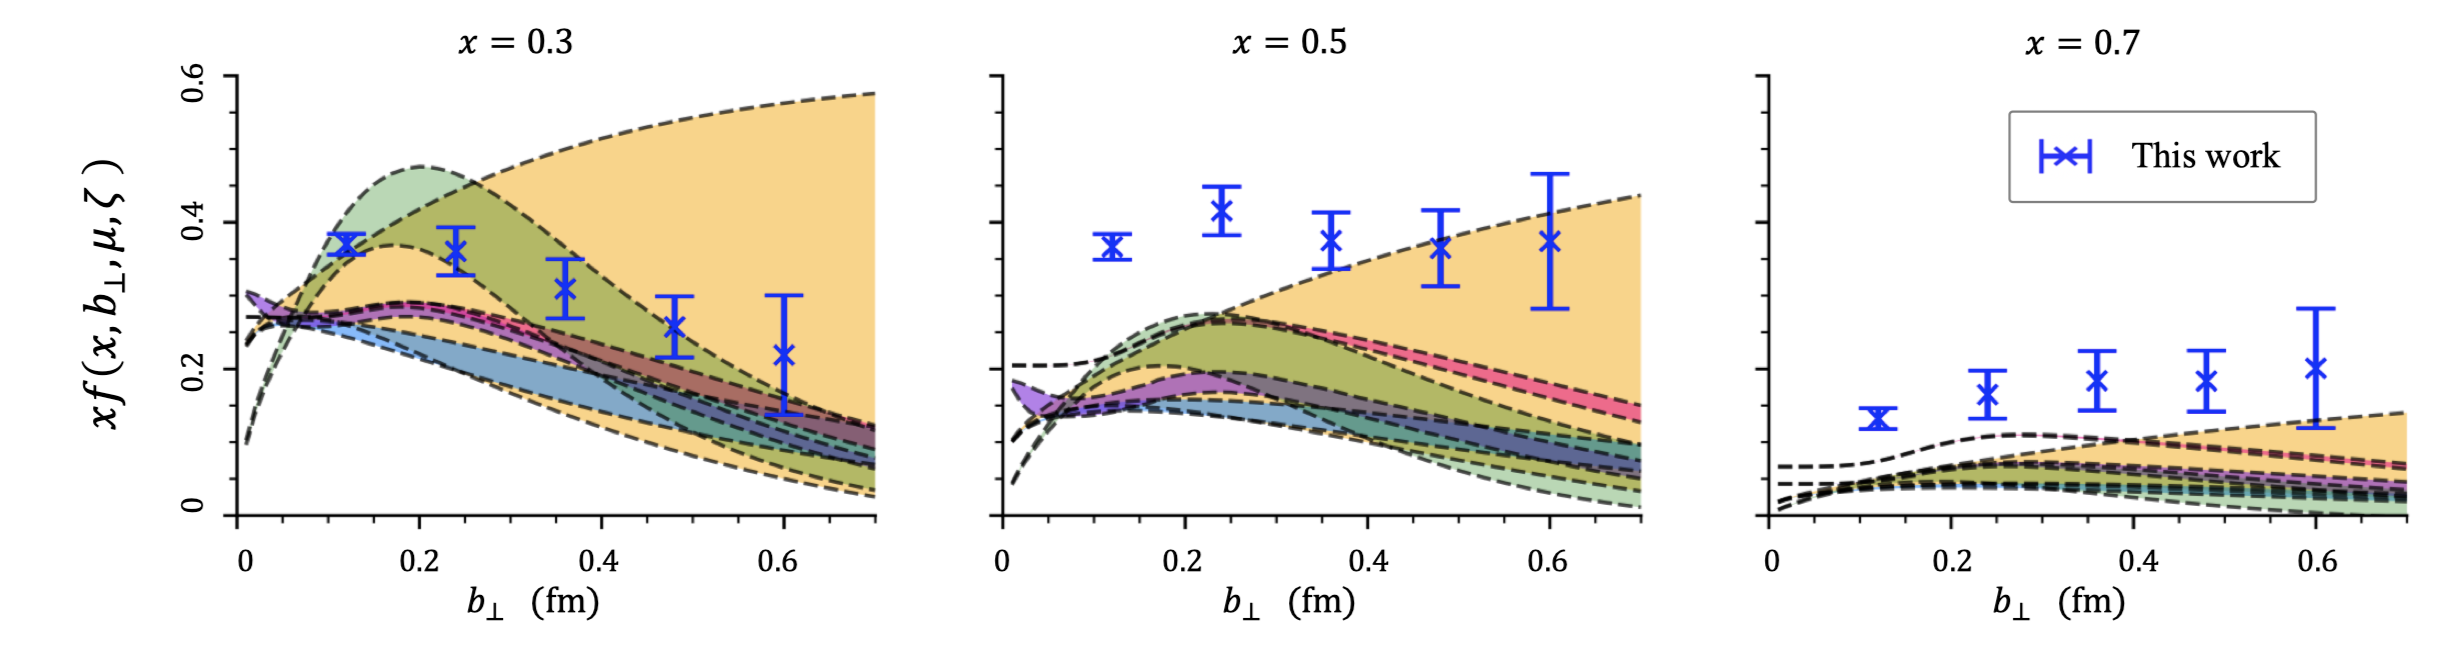 x = 0.3
x = 0.5
x = 0.7
This work
xf(x, b⊥, μ, ζ)
0.6
0.4
0.2
0
0 0.2 0.4 0.6
0 0.2 0.4 0.6
0 0.2 0.4 0.6
b⊥ (fm)
b⊥ (fm)
b⊥ (fm)